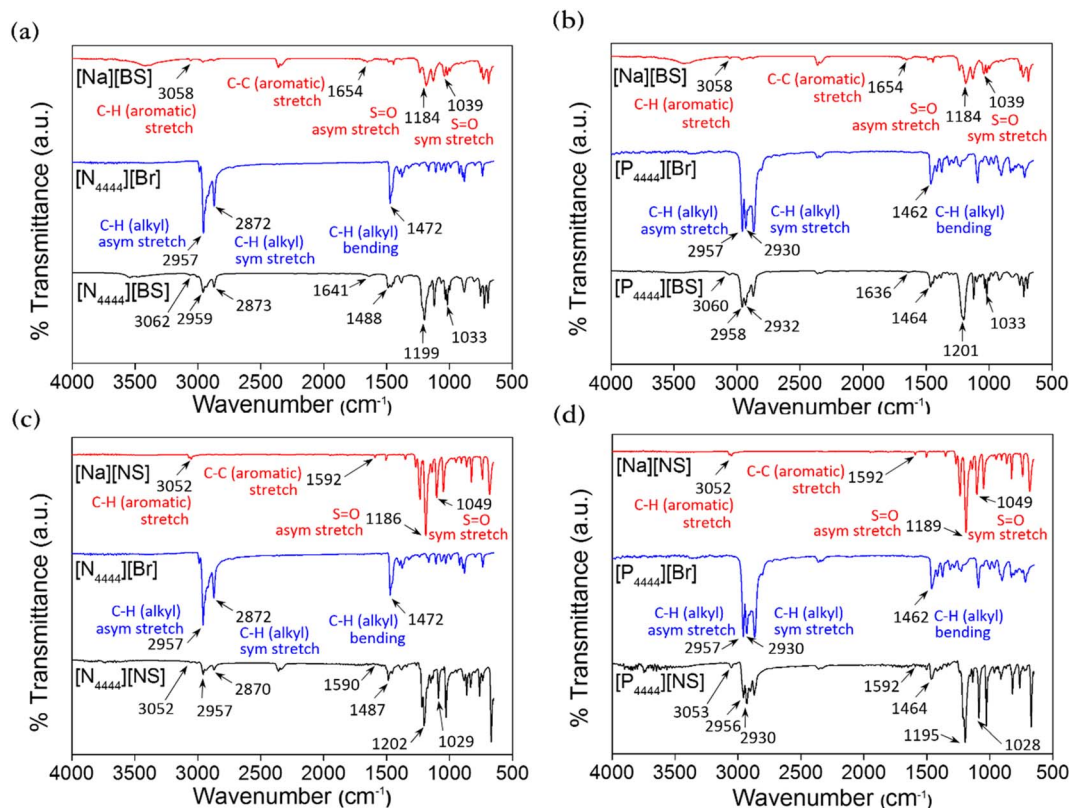 (a)
[Na][BS]
3058
C-H (aromatic)
stretch
C-C (aromatic)
stretch
1654
S=O
asym stretch
1184
1039
S=O
sym stretch
[N4444][Br]
C-H (alkyl)
asym stretch
2957
2872
C-H (alkyl)
sym stretch
C-H (alkyl)
bending
1472
[N4444][BS]
3062
2959
2873
1641
1488
1199
1033
% Transmittance (a.u.)
4000 3500 3000 2500 2000 1500 1000 500
Wavenumber (cm-1)
(b)
[Na][BS]
3058
C-H (aromatic)
stretch
C-C (aromatic)
stretch
1654
S=O
asym stretch
1184
1039
S=O
sym stretch
[P4444][Br]
C-H (alkyl)
asym stretch
2957
2930
C-H (alkyl)
sym stretch
1462
C-H (alkyl)
bending
[P4444][BS]
3060
2958
2932
1636
1464
1201
1033
% Transmittance (a.u.)
4000 3500 3000 2500 2000 1500 1000 500
Wavenumber (cm-1)
(c)
[Na][NS]
3052
C-H (aromatic)
stretch
C-C (aromatic)
stretch
1592
S=O
asym stretch
1186
1049
S=O
sym stretch
[N4444][Br]
C-H (alkyl)
asym stretch
2957
2872
C-H (alkyl)
sym stretch
C-H (alkyl)
bending
1472
[N4444][NS]
3052
2957
2870
1590
1487
1202
1029
% Transmittance (a.u.)
4000 3500 3000 2500 2000 1500 1000 500
Wavenumber (cm-1)
(d)
[Na][NS]
3052
C-H (aromatic)
stretch
C-C (aromatic)
stretch
1592
S=O
asym stretch
1189
1049
S=O
sym stretch
[P4444][Br]
C-H (alkyl)
asym stretch
2957
2930
C-H (alkyl)
sym stretch
1462
C-H (alkyl)
bending
[P4444][NS]
3053
2956
2930
1592
1464
1195
1028
% Transmittance (a.u.)
4000 3500 3000 2500 2000 1500 1000 500
Wavenumber (cm-1)